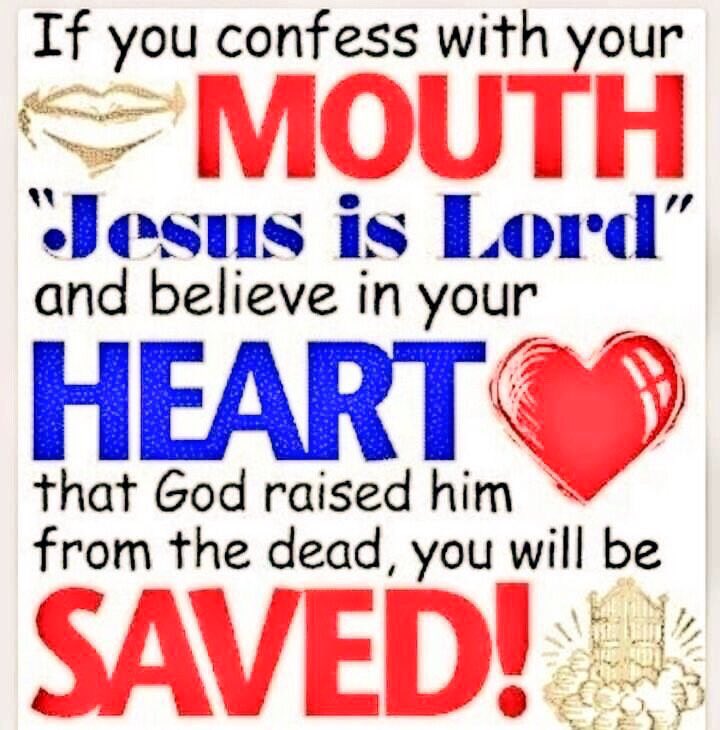 If you confess with your
MOUTH
"Jesus is Lord"
and believe in your
HEART
that God raised him
from the dead, you will be
SAVED!